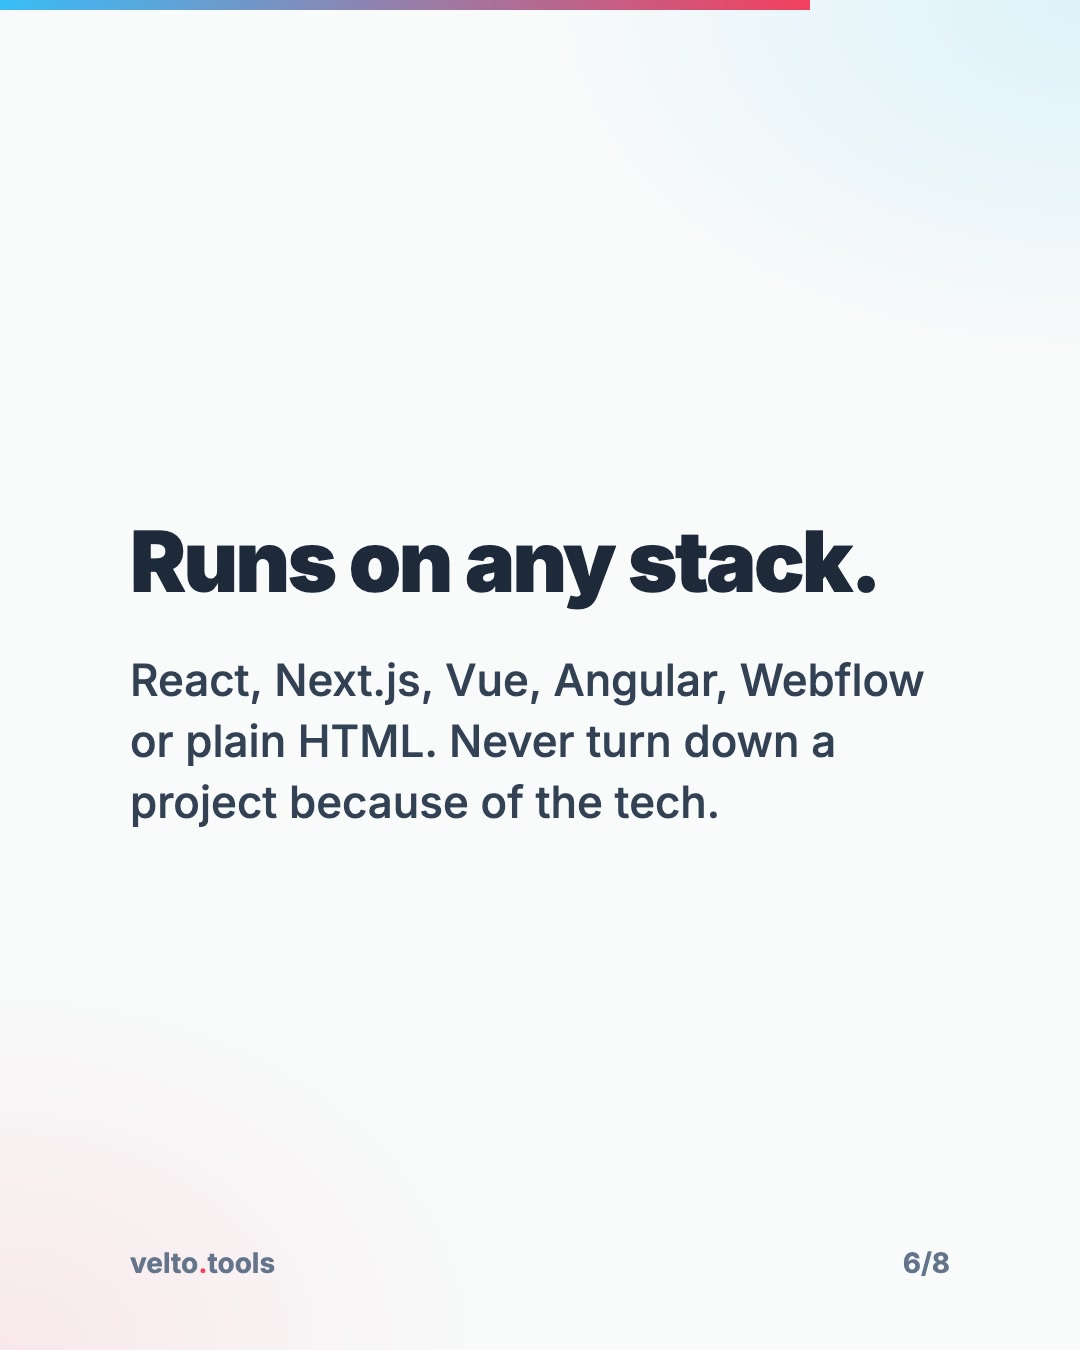 Runs on any stack.
React, Next.js, Vue, Angular, Webflow
or plain HTML. Never turn down a
project because of the tech.
velto.tools
6/8